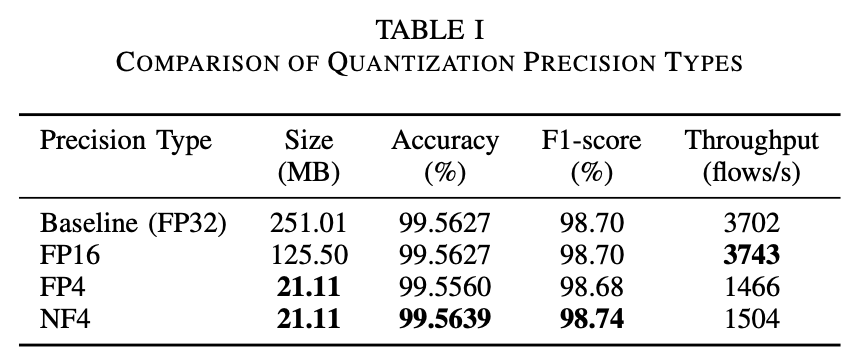 TABLE I
COMPARISON OF QUANTIZATION PRECISION TYPES
Precision Type Size Accuracy F1-score Throughput
(MB) (%) (%) (flows/s)
Baseline (FP32) 251.01 99.5627 98.70 3702
FP16 125.50 99.5627 98.70 3743
FP4 21.11 99.5560 98.68 1466
NF4 21.11 99.5639 98.74 1504